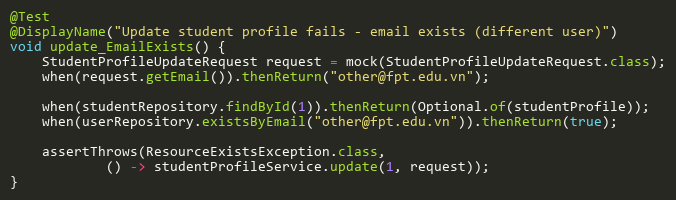 @Test
@DisplayName("Update student profile fails - email exists (different user)")
void update_EmailExists() {
    StudentProfileUpdateRequest request = mock(StudentProfileUpdateRequest.class);
    when(request.getEmail()).thenReturn("other@fpt.edu.vn");

    when(studentRepository.findById(1)).thenReturn(Optional.of(studentProfile));
    when(userRepository.existsByEmail("other@fpt.edu.vn")).thenReturn(true);

    assertThrows(ResourceExistsException.class,
            () -> studentProfileService.update(1, request));
}